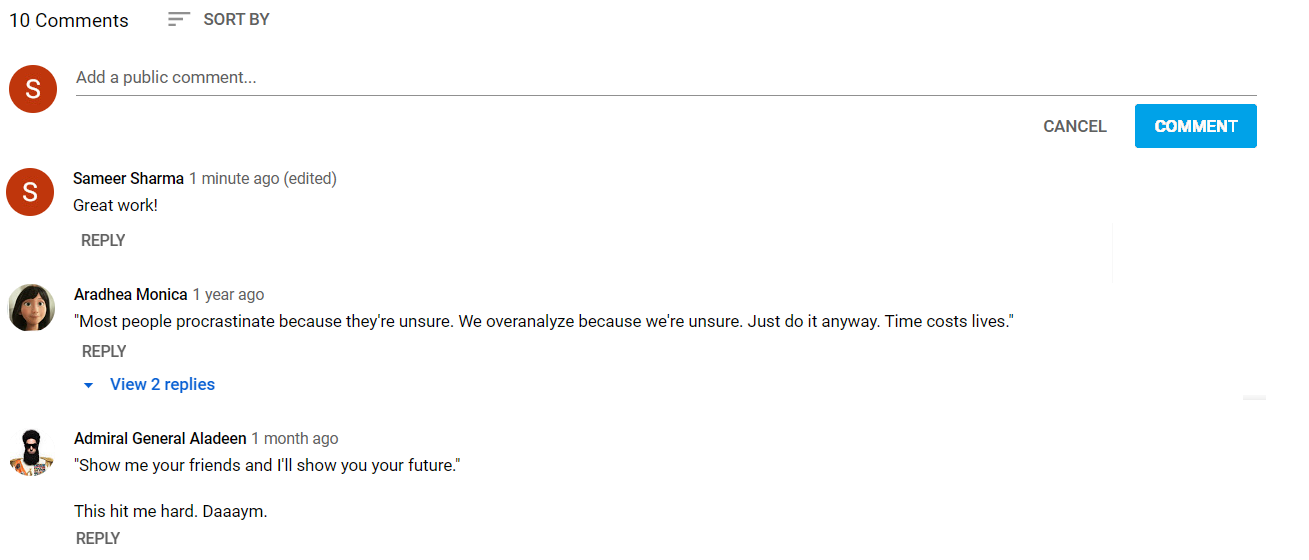 10 Comments SORT BY
S Add a public comment...
CANCEL COMMENT
S Sameer Sharma 1 minute ago (edited)
Great work!
REPLY
Aradhea Monica 1 year ago
"Most people procrastinate because they're unsure. We overanalyze because we're unsure. Just do it anyway. Time costs lives."
REPLY
View 2 replies
Admiral General Aladeen 1 month ago
"Show me your friends and I'll show you your future."
This hit me hard. Daaaym.
REPLY